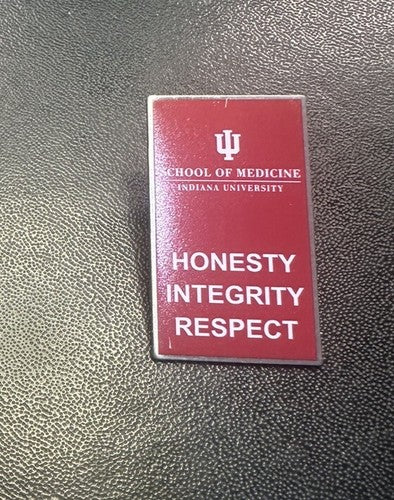 SCHOOL OF MEDICINE
INDIANA UNIVERSITY
HONESTY
INTEGRITY
RESPECT